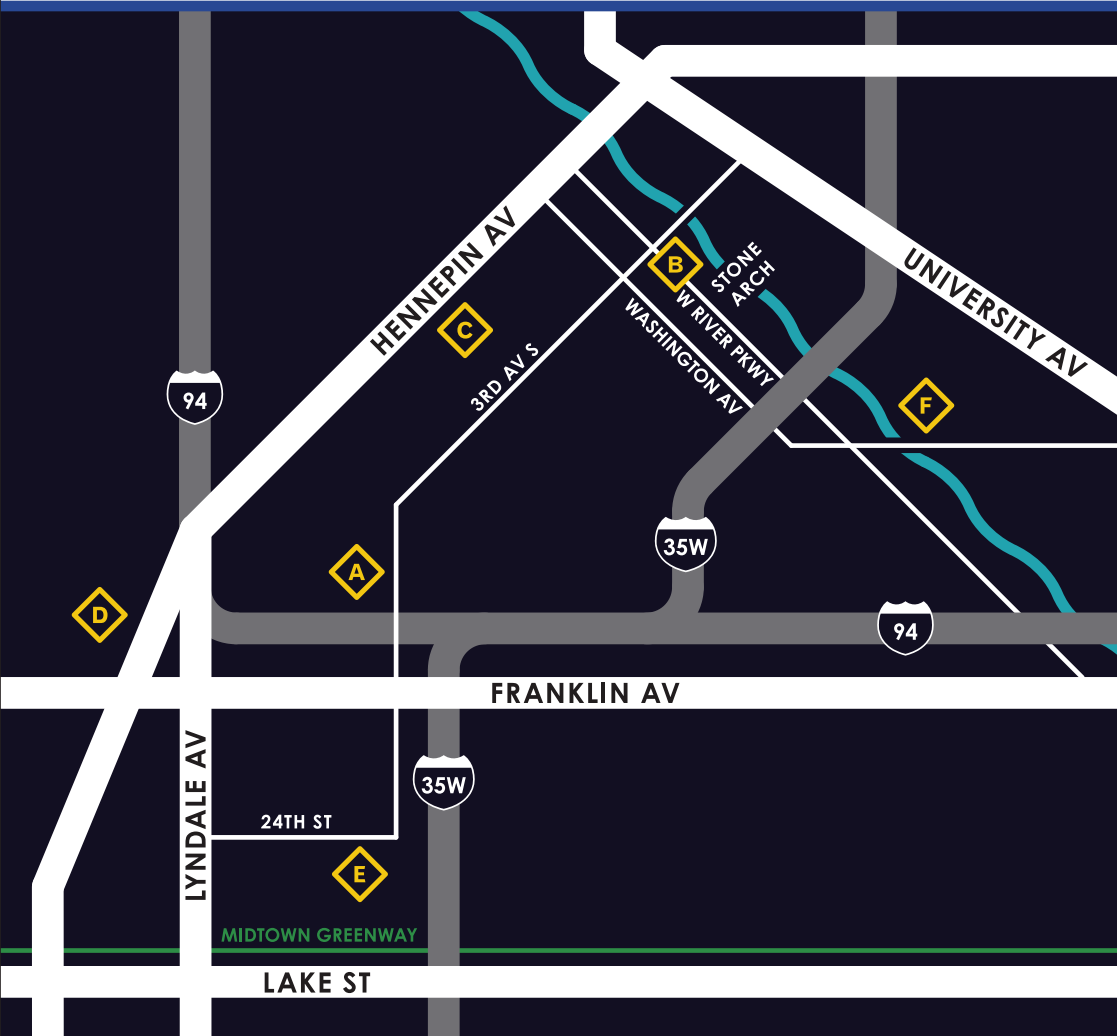 HENNEPIN AV
STONE
ARCH
UNIVERSITY AV
B
C
W RIVER PKWY
WASHINGTON AV
3RD AV S
94
F
35W
A
D
94
FRANKLIN AV
LYNDALE AV
35W
24TH ST
E
MIDTOWN GREENWAY
LAKE ST